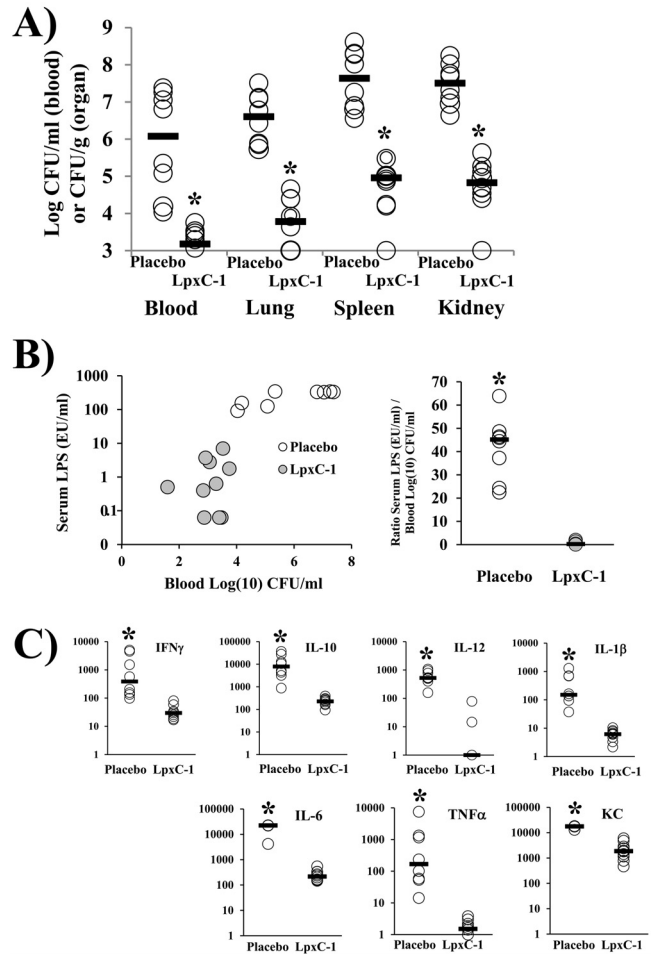 A)
Log CFU/ml (blood)
or CFU/g (organ)
9
8
7
6
5
4
3
*
*
*
*
Placebo
LpxC-1
Placebo
LpxC-1
Placebo
LpxC-1
Placebo
LpxC-1
Blood
Lung
Spleen
Kidney
B)
Serum LPS (EU/ml)
1000
100
1
0
Placebo
LpxC-1
0 2 4 6 8
Blood Log(10) CFU/ml
Ratio Serum LPS (EU/ml) /
Blood Log(10) CFU/ml
70
60
50
40
30
20
10
0
*
Placebo LpxC-1
C)
IFNγ
*
10000
1000
100
10
1
Placebo LpxC-1
IL-10
*
100000
10000
1000
100
10
1
Placebo LpxC-1
IL-12
*
10000
1000
100
10
1
Placebo LpxC-1
IL-1β
*
10000
1000
100
10
1
Placebo LpxC-1
IL-6
*
100000
10000
1000
100
10
1
Placebo LpxC-1
TNFα
*
10000
1000
100
10
1
Placebo LpxC-1
KC
*
100000
10000
1000
100
10
1
Placebo LpxC-1